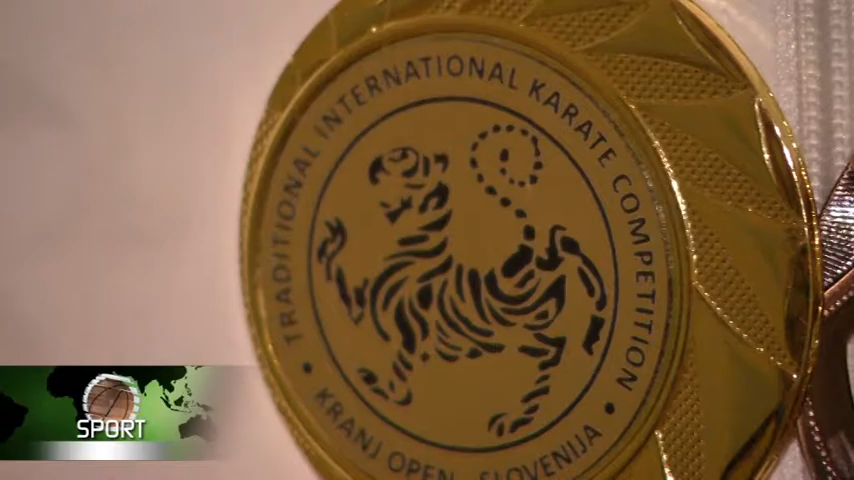 TRADITIONAL INTERNATIONAL KARATE COMPETITION
KRANJ OPEN SLOVENIJA
SPORT